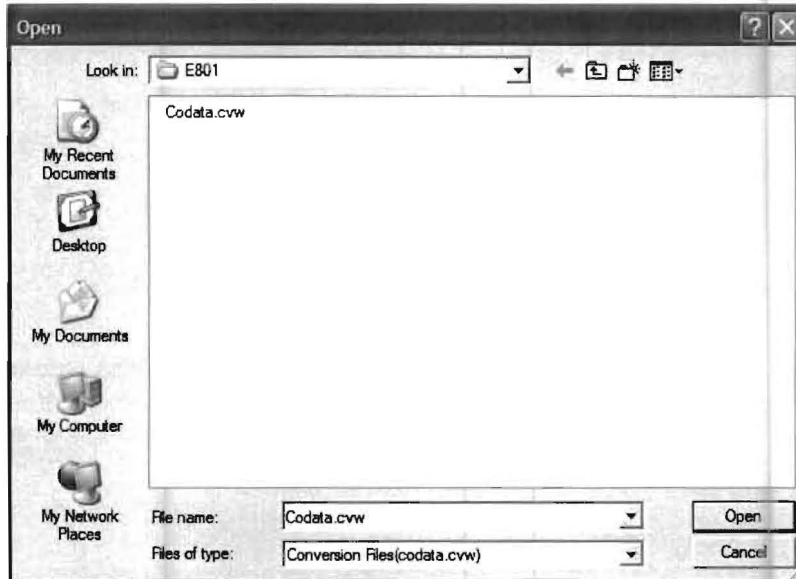 Open
Look in: E801
Codata.cvw
My Recent
Documents
Desktop
My Documents
My Computer
My Network
Places
File name: Codata.cvw Open
Files of type: Conversion Files(codata.cvw) Cancel